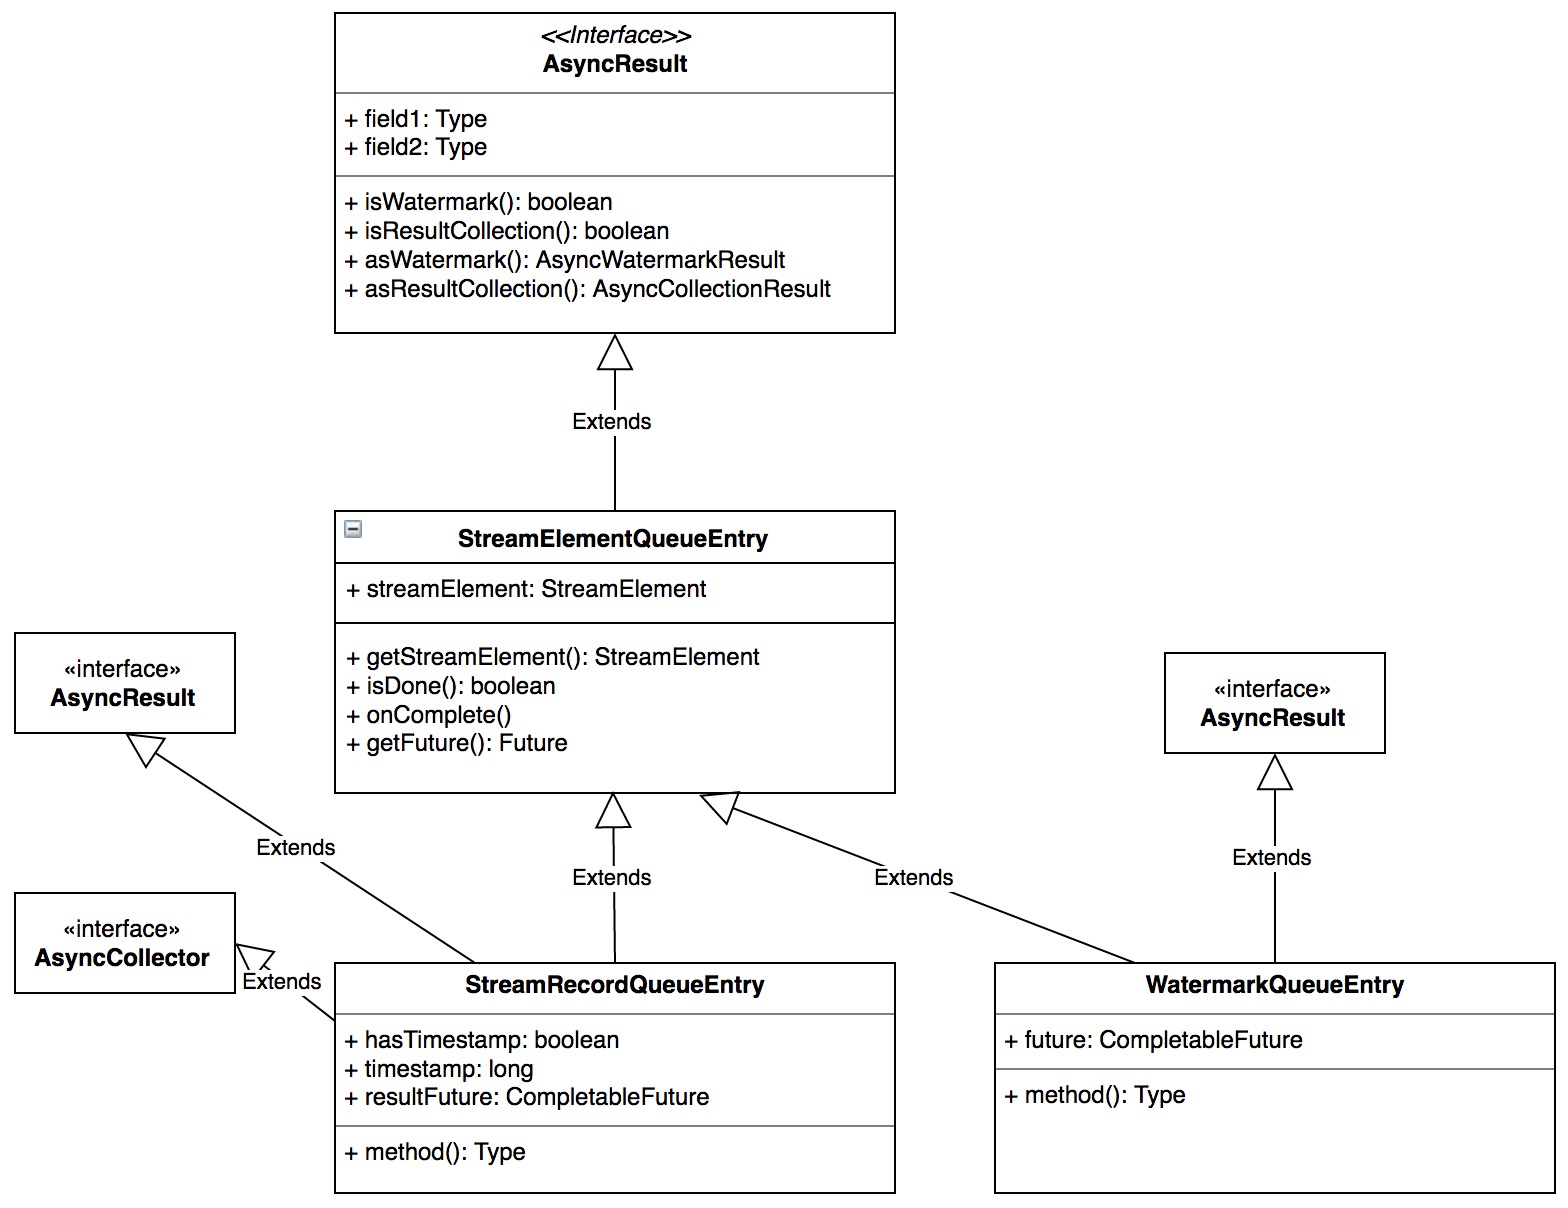 <<Interface>>
AsyncResult
+ field1: Type
+ field2: Type
+ isWatermark(): boolean
+ isResultCollection(): boolean
+ asWatermark(): AsyncWatermarkResult
+ asResultCollection(): AsyncCollectionResult
Extends
StreamElementQueueEntry
+ streamElement: StreamElement
+ getStreamElement(): StreamElement
+ isDone(): boolean
+ onComplete()
+ getFuture(): Future
«interface»
AsyncResult
«interface»
AsyncResult
Extends
Extends
Extends
Extends
«interface»
AsyncCollector
Extends
StreamRecordQueueEntry
+ hasTimestamp: boolean
+ timestamp: long
+ resultFuture: CompletableFuture
+ method(): Type
WatermarkQueueEntry
+ future: CompletableFuture
+ method(): Type